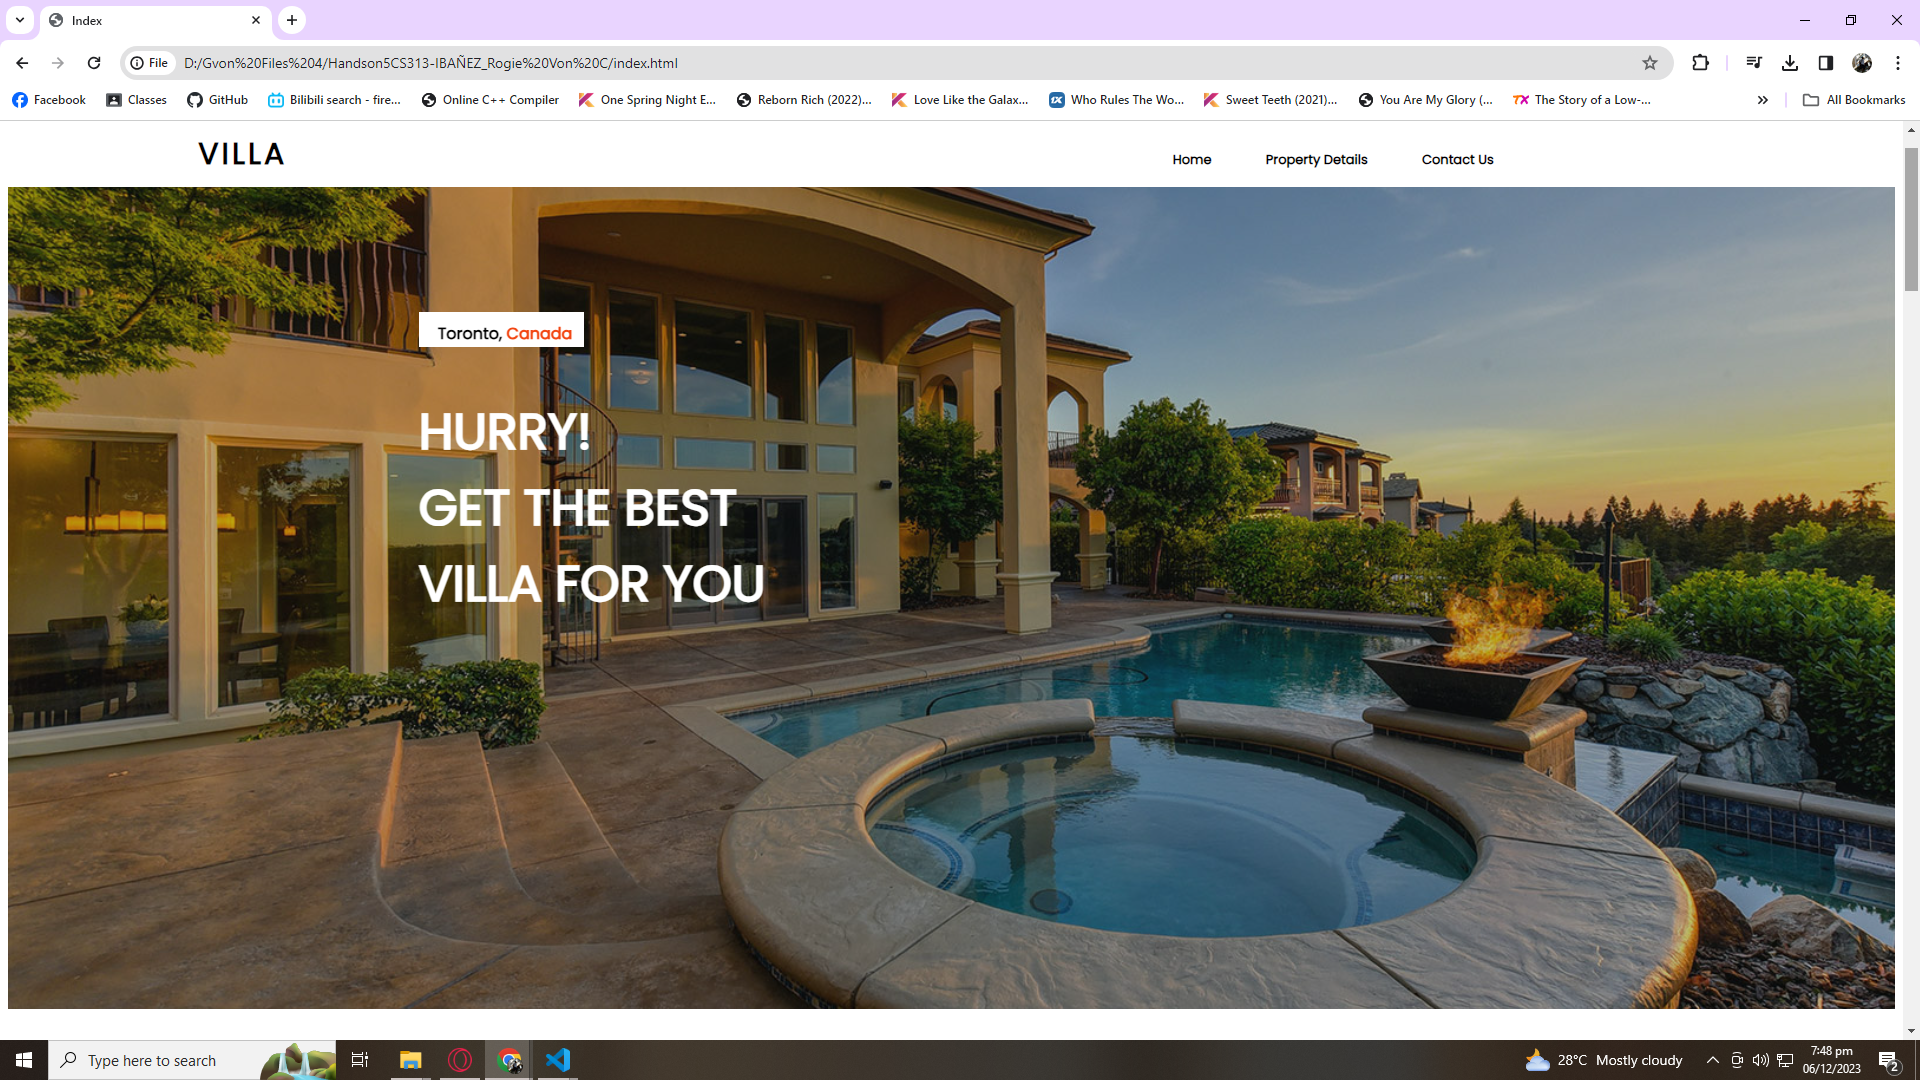 Index
File
D:/Gvon%20Files%204/Handson5CS313-IBAÑEZ_Rogie%20Von%20C/index.html
Facebook
Classes
GitHub
Bilibili search - fire...
Online C++ Compiler
One Spring Night E...
Reborn Rich (2022)...
Love Like the Galax...
Who Rules The Wo...
Sweet Teeth (2021)...
You Are My Glory (...
The Story of a Low-...
All Bookmarks
VILLA
Home
Property Details
Contact Us
Toronto, Canada
HURRY!
GET THE BEST
VILLA FOR YOU
Type here to search
28°C Mostly cloudy
7:48 pm
06/12/2023
2